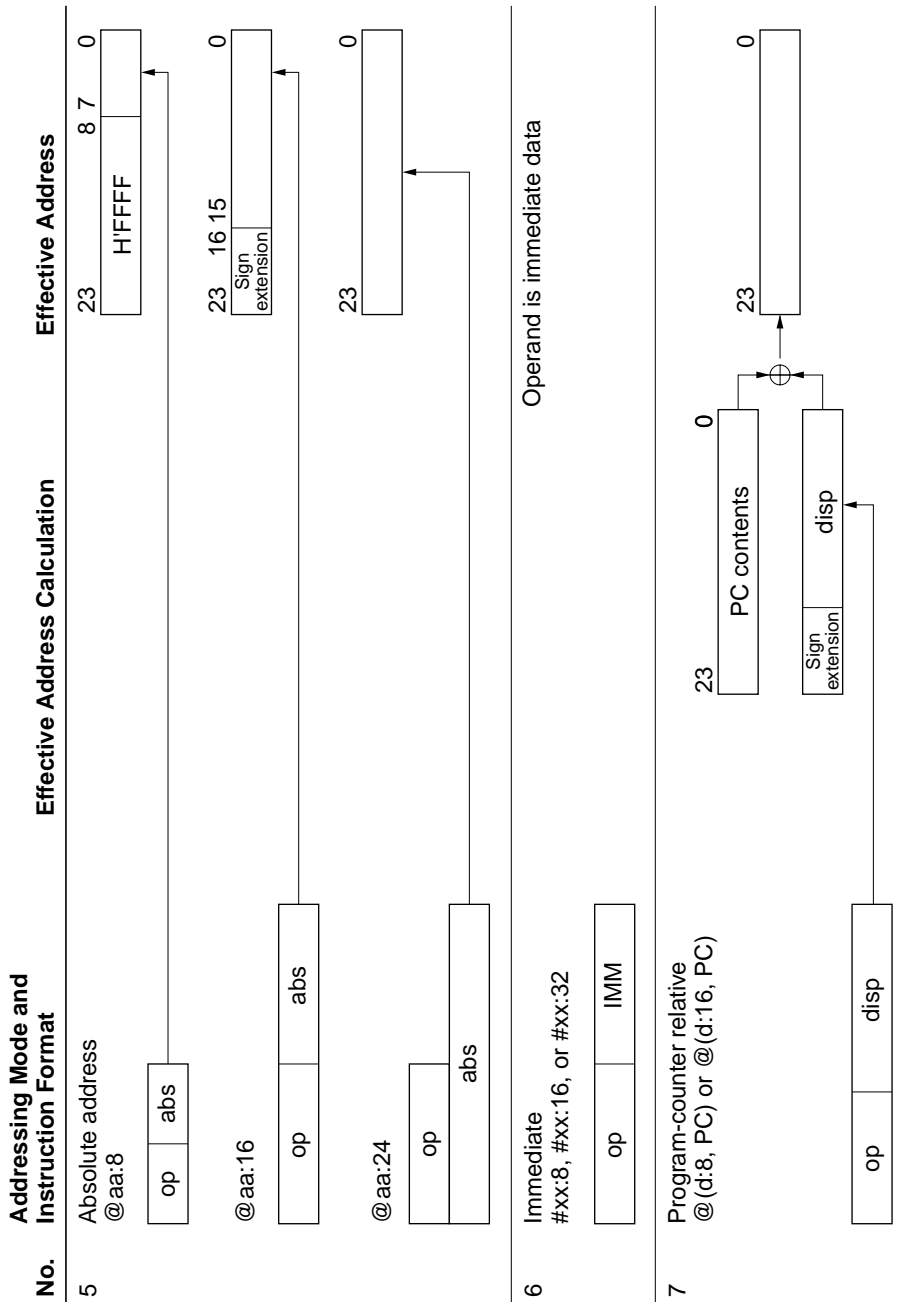 No.
Addressing Mode and
Instruction Format
Effective Address Calculation
Effective Address
5
Absolute address
@aa:8
op
abs
23
8 7
0
H'FFFF
@aa:16
op
abs
23
16 15
0
Sign
extension
@aa:24
op
abs
23
0
6
Immediate
#xx:8, #xx:16, or #xx:32
op
IMM
Operand is immediate data
7
Program-counter relative
@(d:8, PC) or @(d:16, PC)
op
disp
23
0
PC contents
Sign
extension
disp
23
0